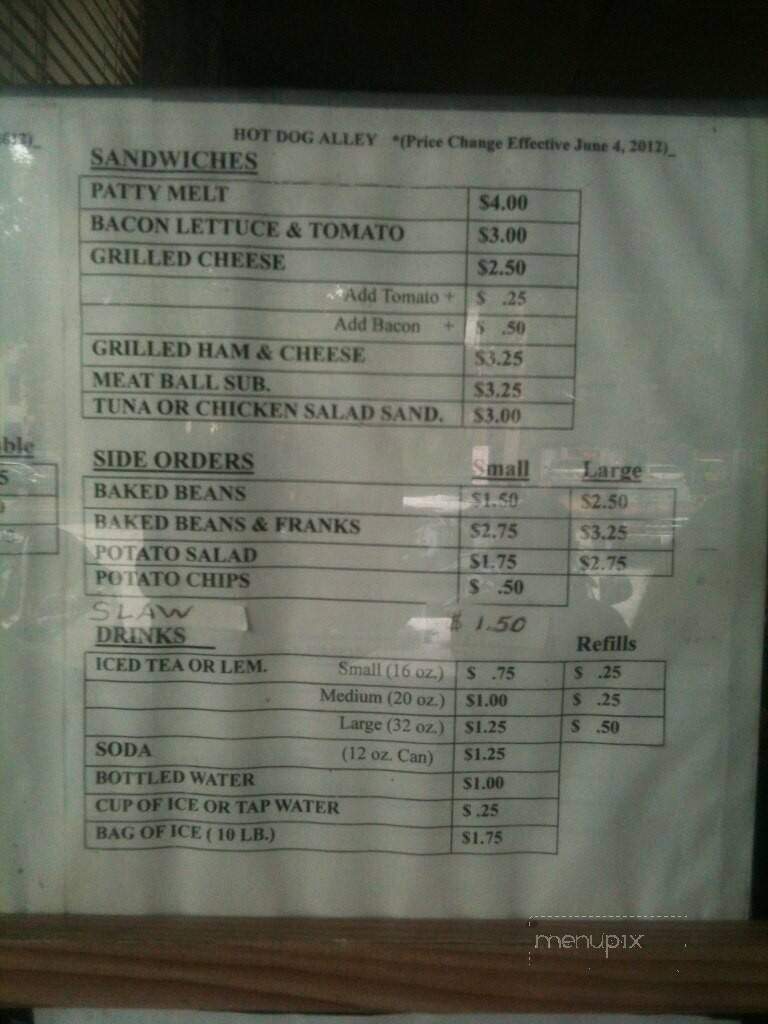 HOT DOG ALLEY *(Price Change Effective June 4, 2012)_
SANDWICHES
PATTY MELT $4.00
BACON LETTUCE & TOMATO $3.00
GRILLED CHEESE $2.50
Add Tomato + $ .25
Add Bacon + $ .50
GRILLED HAM & CHEESE $3.25
MEAT BALL SUB. $3.25
TUNA OR CHICKEN SALAD SAND. $3.00
SIDE ORDERS Small Large
BAKED BEANS $1.50 $2.50
BAKED BEANS & FRANKS $2.75 $3.25
POTATO SALAD $1.75 $2.75
POTATO CHIPS $ .50
SLAW $ 1.50
DRINKS Refills
ICED TEA OR LEM. Small (16 oz.) $ .75 $ .25
Medium (20 oz.) $1.00 $ .25
Large (32 oz.) $1.25 $ .50
SODA (12 oz. Can) $1.25
BOTTLED WATER $1.00
CUP OF ICE OR TAP WATER $ .25
BAG OF ICE ( 10 LB.) $1.75
menupix